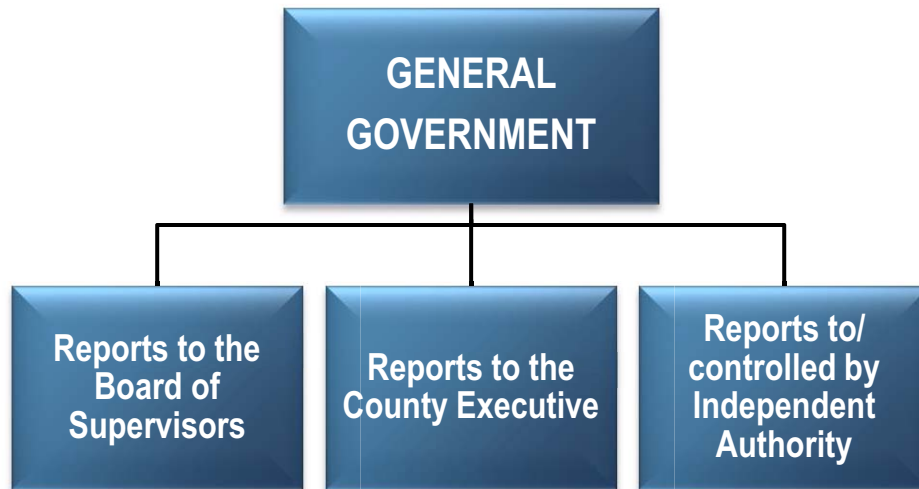 GENERAL
GOVERNMENT
Reports to the
Board of
Supervisors
Reports to the
County Executive
Reports to/
controlled by
Independent
Authority